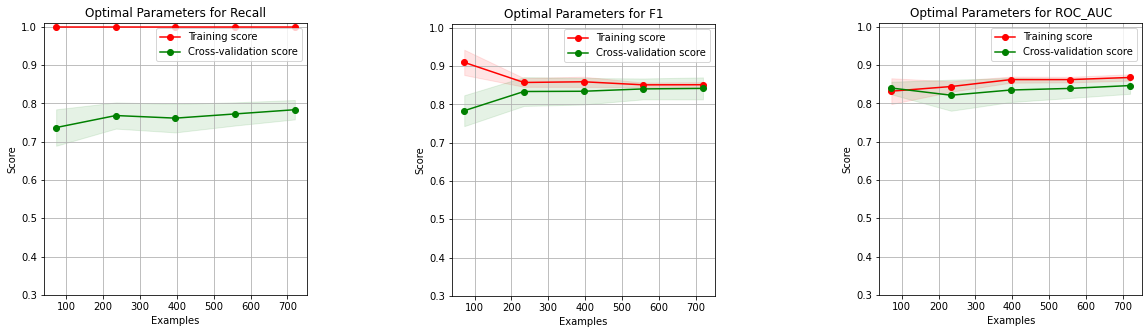 Optimal Parameters for Recall
Training score
Cross-validation score
1.0
0.9
0.8
0.7
0.6
0.5
0.4
0.3
Score
100 200 300 400 500 600 700
Examples
Optimal Parameters for F1
Training score
Cross-validation score
1.0
0.9
0.8
0.7
0.6
0.5
0.4
0.3
Score
100 200 300 400 500 600 700
Examples
Optimal Parameters for ROC_AUC
Training score
Cross-validation score
1.0
0.9
0.8
0.7
0.6
0.5
0.4
0.3
Score
100 200 300 400 500 600 700
Examples